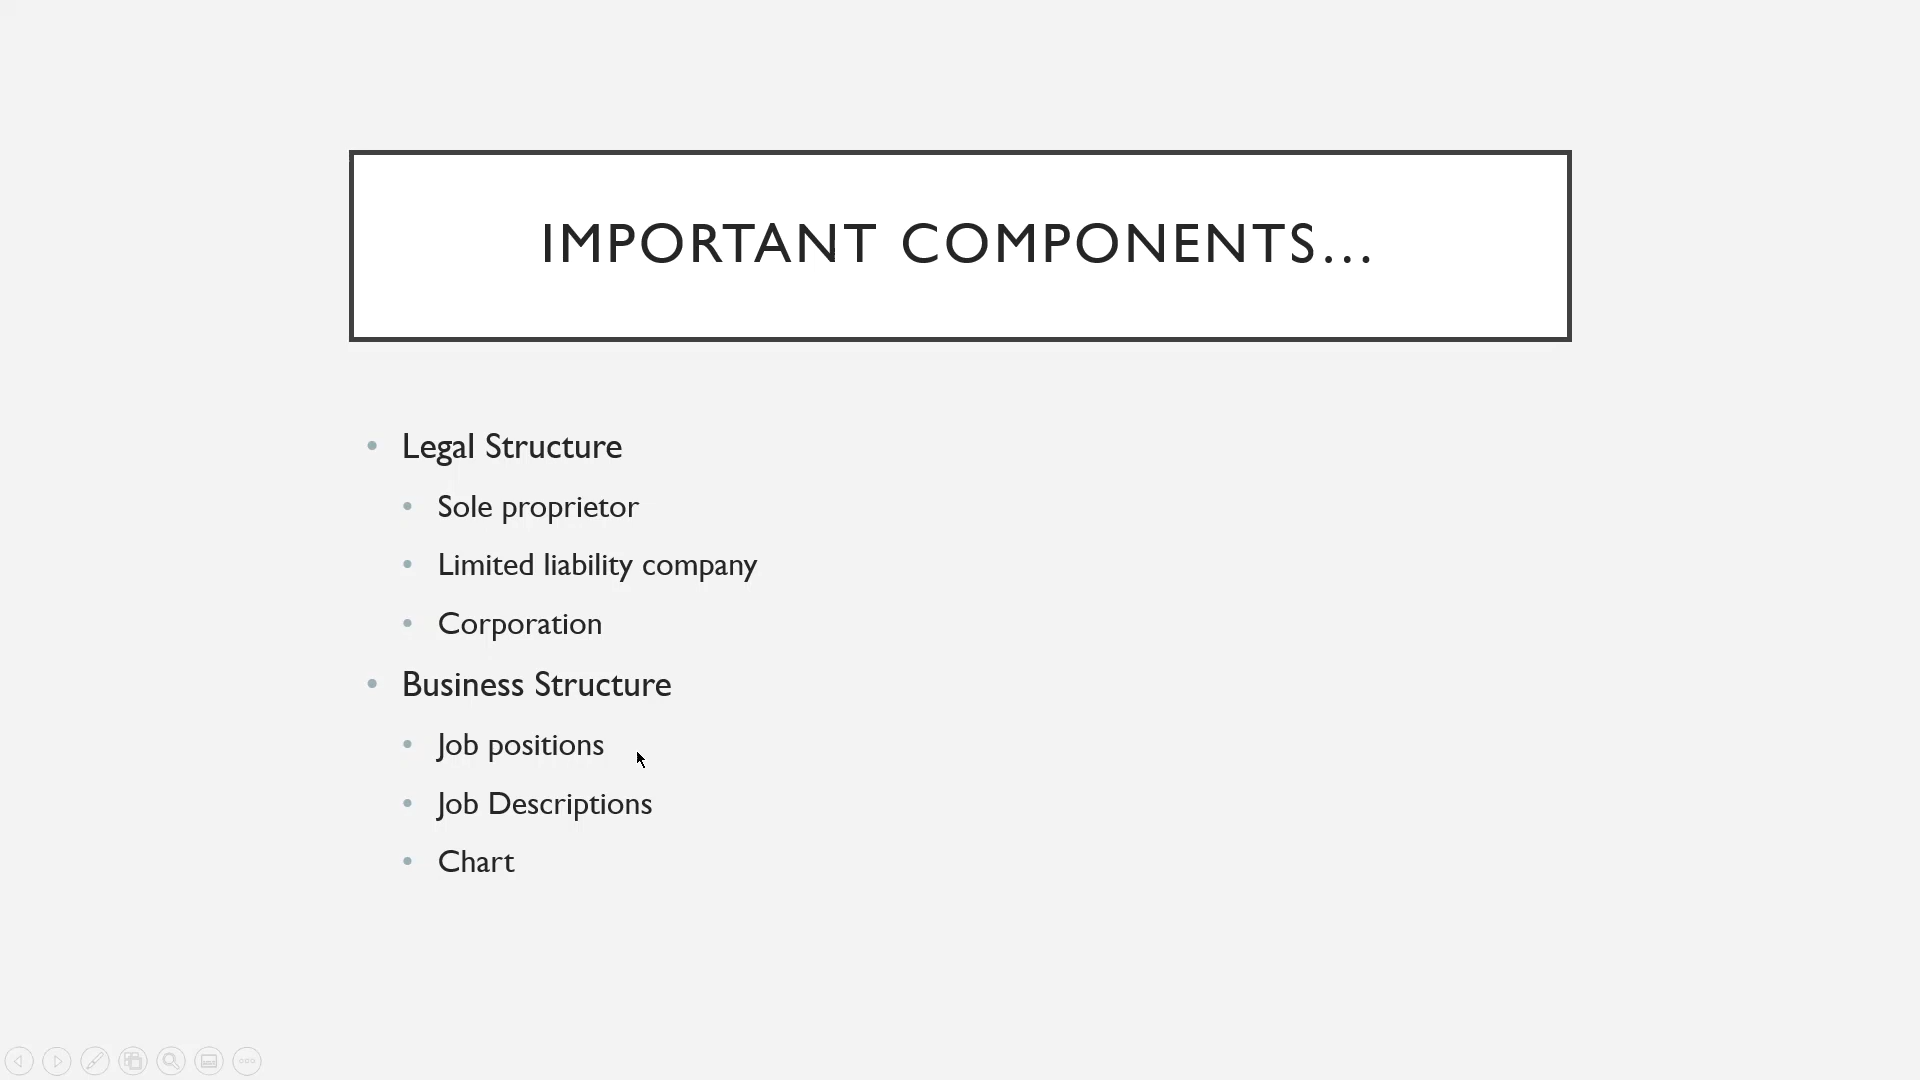 IMPORTANT COMPONENTS...
• Legal Structure
• Sole proprietor
• Limited liability company
• Corporation
• Business Structure
• Job positions
• Job Descriptions
• Chart